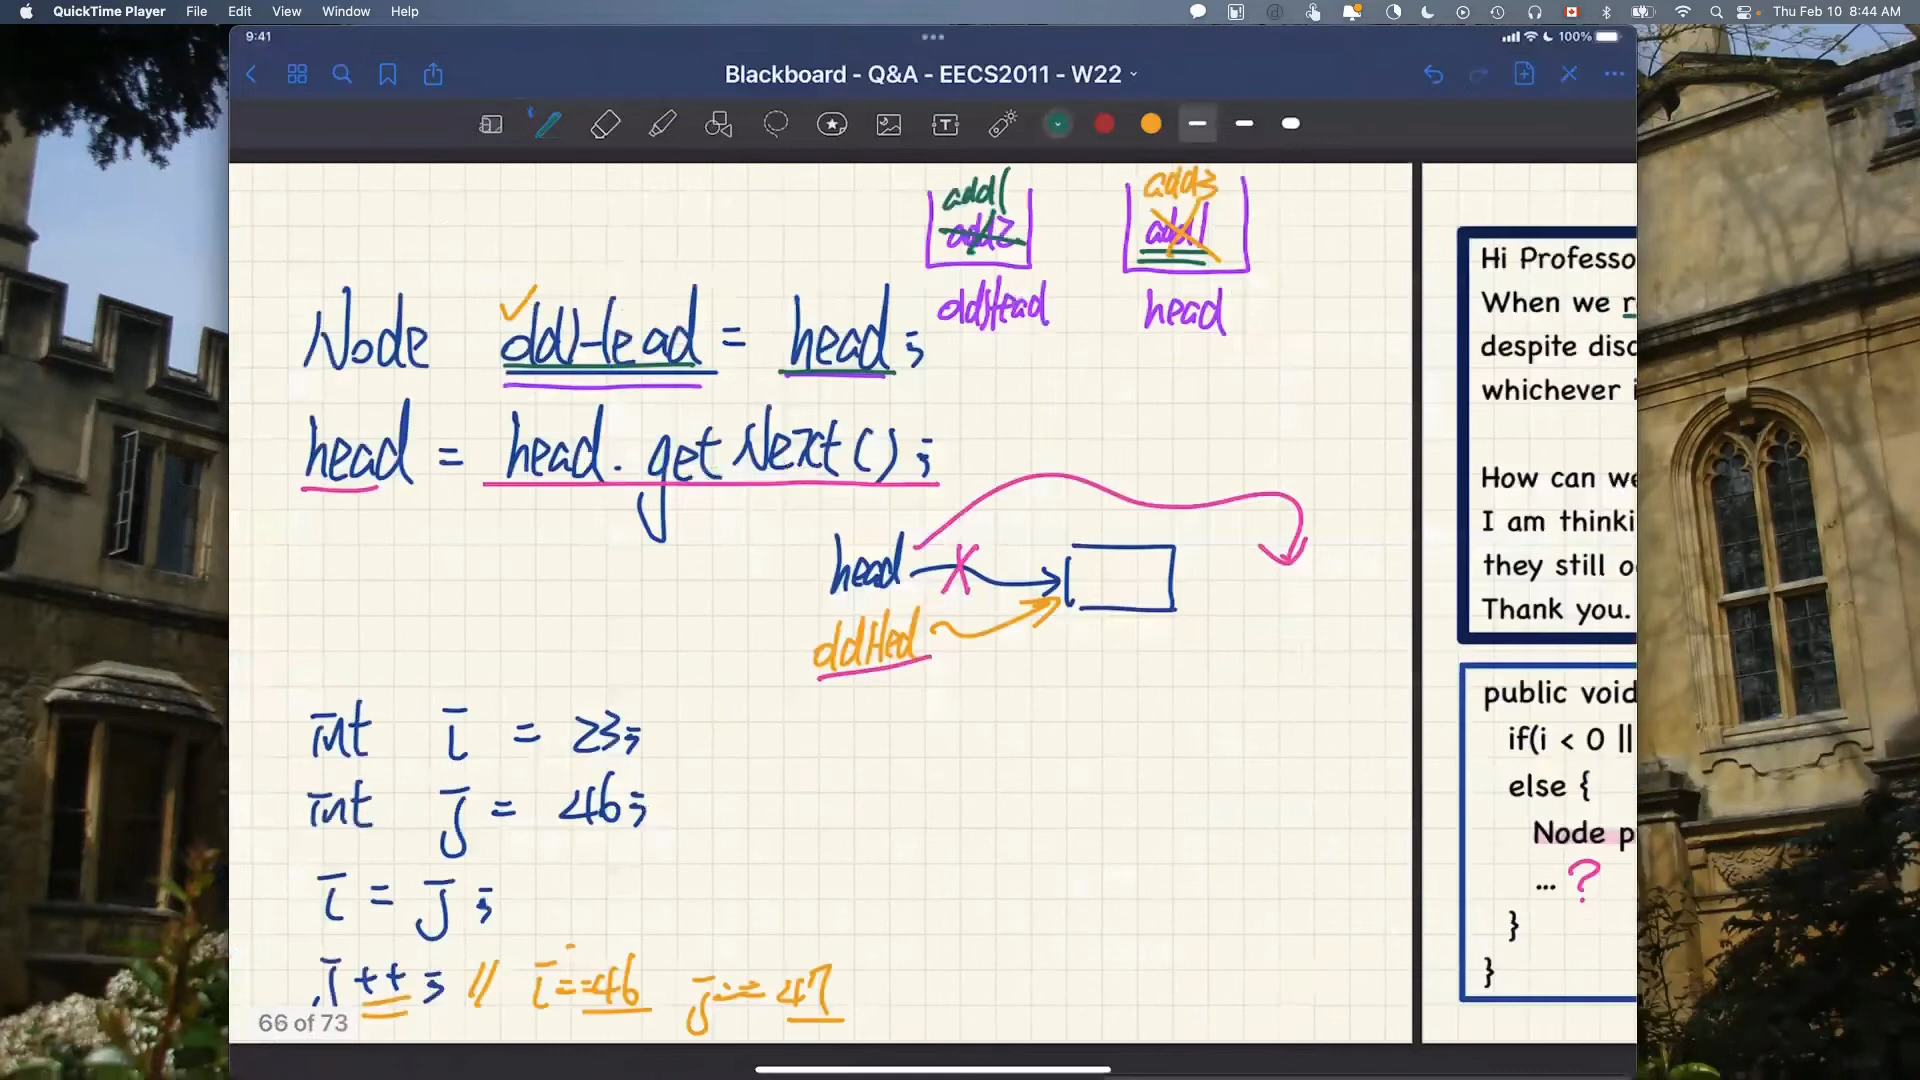 QuickTime Player File Edit View Window Help Thu Feb 10 8:44 AM
9:41 100%
Blackboard - Q&A - EECS2011 - W22
add1
add2
oldHead
add3
add1
head
Node oldHead = head;
head = head. getNext();
head
oldHed
int i = 23;
int j = 46;
i = j;
j++; // i==46 j==47
66 of 73
Hi Professo
When we r
despite disc
whichever i
How can we
I am thinki
they still o
Thank you.
public void
if(i < 0 ||
else {
Node p
... ?
}
}